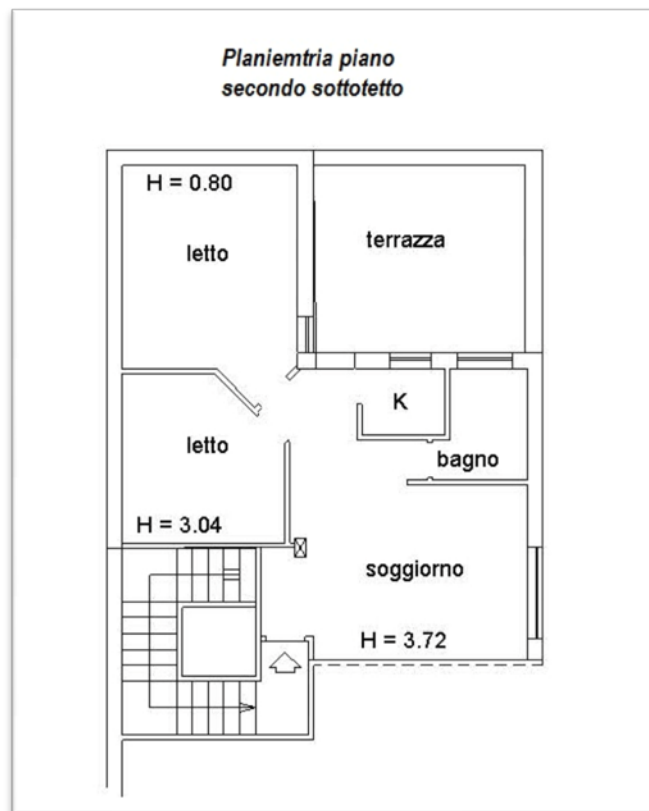 Planiemtria piano
secondo sottotetto
H = 0.80
letto
terrazza
K
letto
bagno
H = 3.04
soggiorno
H = 3.72